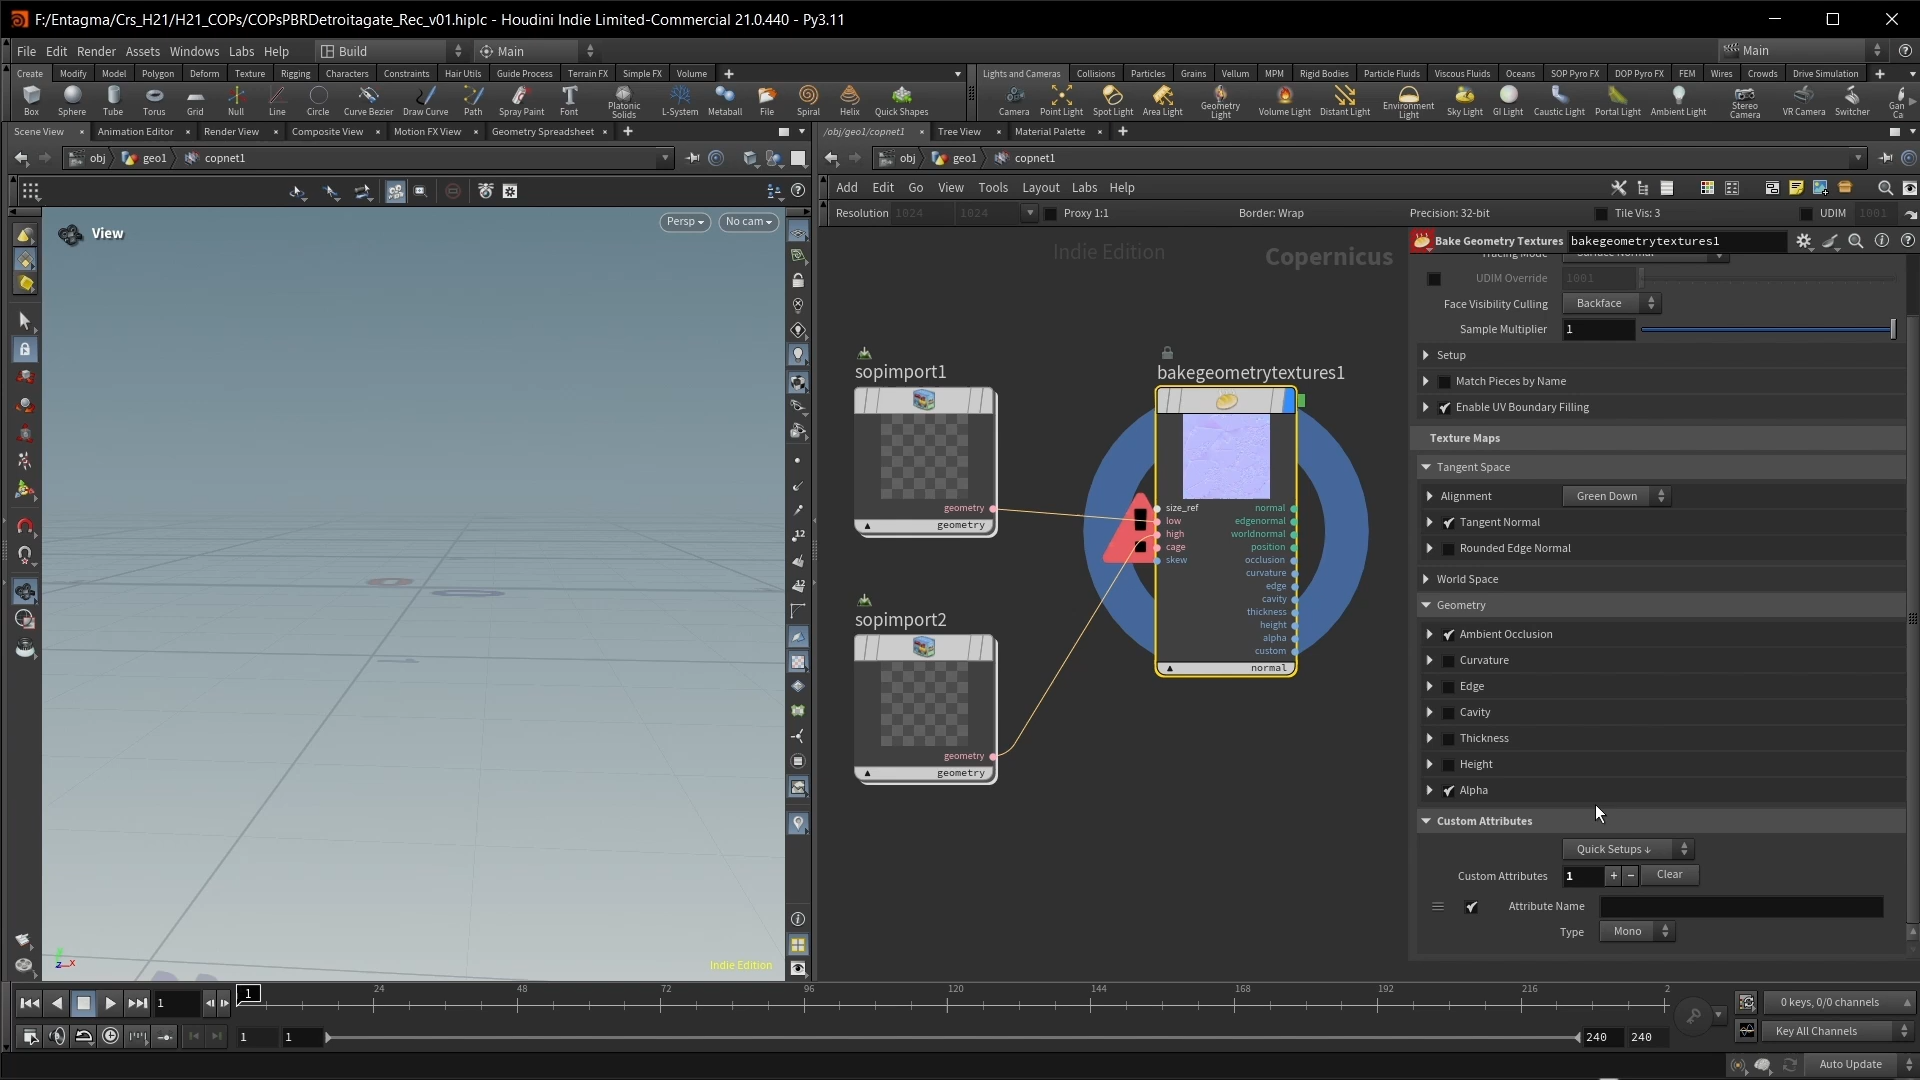 F:/Entagma/Crs_H21/H21_COPs/COPsPBRDetroitagate_Rec_v01.hiplc - Houdini Indie Limited-Commercial 21.0.440 - Py3.11
File Edit Render Assets Windows Labs Help Build Main Main
Create Modify Model Polygon Deform Texture Rigging Characters Constraints Hair Utils Guide Process Terrain FX Simple FX Volume
Lights and Cameras Collisions Particles Grains Vellum MPM Rigid Bodies Particle Fluids Viscous Fluids Oceans SOP Pyro FX DOP Pyro FX FEM Wires Crowds Drive Simulation
Box Sphere Tube Torus Grid Null Line Circle Curve Bezier Draw Curve Path Spray Paint Font Platonic Solids L-System Metaball File Spiral Helix Quick Shapes
Camera Point Light Spot Light Area Light Geometry Light Volume Light Distant Light Environment Light Sky Light GI Light Caustic Light Portal Light Ambient Light Stereo Camera VR Camera Switcher Gan Ca
Scene View Animation Editor Render View Composite View Motion FX View Geometry Spreadsheet
/obj/geo1/copnet1 Tree View Material Palette
obj geo1 copnet1
obj geo1 copnet1
Add Edit Go View Tools Layout Labs Help
Resolution 1024 1024 Proxy 1:1 Border: Wrap Precision: 32-bit Tile Vis: 3 UDIM 1001
View
Persp No cam
Indie Edition
Copernicus
Bake Geometry Textures bakegeometrytextures1
UDIM Override 1001
Face Visibility Culling Backface
Sample Multiplier 1
Setup
Match Pieces by Name
Enable UV Boundary Filling
Texture Maps
Tangent Space
Alignment Green Down
Tangent Normal
Rounded Edge Normal
World Space
Geometry
Ambient Occlusion
Curvature
Edge
Cavity
Thickness
Height
Alpha
Custom Attributes
Quick Setups ↓
Custom Attributes 1 + − Clear
Attribute Name
Type Mono
sopimport1
geometry
geometry
sopimport2
geometry
geometry
bakegeometrytextures1
size_ref normal
low edgenormal
high worldnormal
cage position
skew occlusion
curvature
edge
cavity
thickness
height
alpha
custom
normal
z x
Indie Edition
1 1 24 48 72 96 120 144 168 192 216 2
0 keys, 0/0 channels
1 1 240 240
Key All Channels
Auto Update